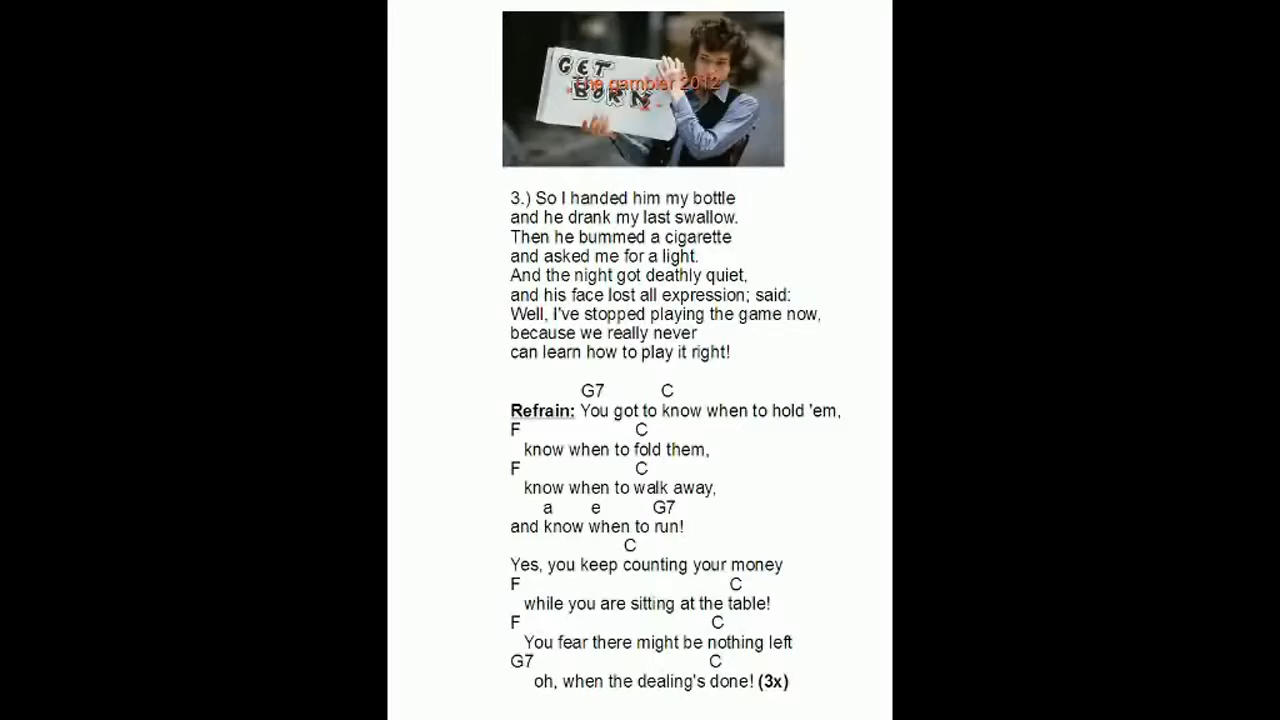 GET
BORN
"The gambler 2012"
3.) So I handed him my bottle
and he drank my last swallow.
Then he bummed a cigarette
and asked me for a light.
And the night got deathly quiet,
and his face lost all expression; said:
Well, I've stopped playing the game now,
because we really never
can learn how to play it right!
G7 C
Refrain: You got to know when to hold 'em,
F C
know when to fold them,
F C
know when to walk away,
a e G7
and know when to run!
C
Yes, you keep counting your money
F C
while you are sitting at the table!
F C
You fear there might be nothing left
G7 C
oh, when the dealing's done! (3x)